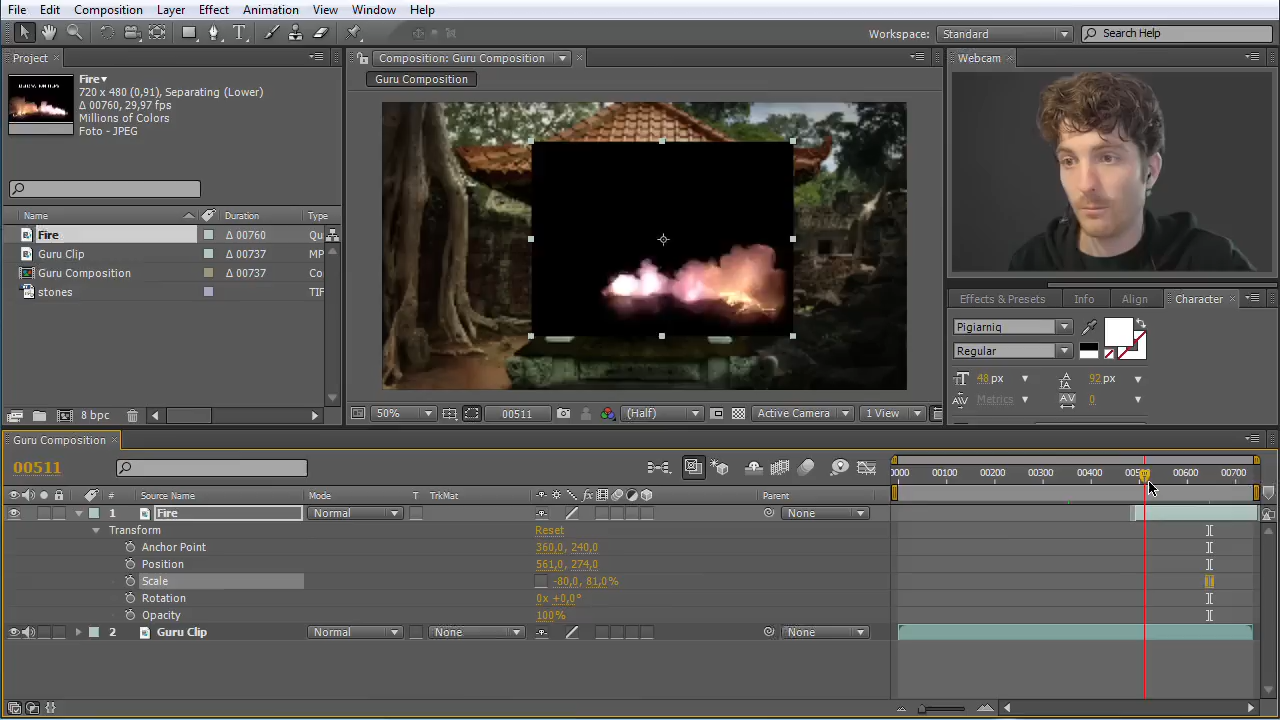 File Edit Composition Layer Effect Animation View Window Help
Workspace: Standard Search Help
Project
Fire▾
720 x 480 (0,91), Separating (Lower)
Δ 00760, 29,97 fps
Millions of Colors
Foto - JPEG
Name Duration Type
Fire Δ 00760 Qu
Guru Clip Δ 00737 MP
Guru Composition Δ 00737 Co
stones TIF
8 bpc
Composition: Guru Composition
Guru Composition
50% 00511 (Half) Active Camera 1 View
Webcam
Effects & Presets Info Align Character
Pigiarniq
Regular
48 px 92 px
Metrics 0
Guru Composition
00511
0000 00100 00200 00300 00400 00500 00600 00700
# Source Name Mode T TrkMat Parent
1 Fire Normal None
Transform Reset
Anchor Point 360,0, 240,0
Position 561,0, 274,0
Scale -80,0, 81,0%
Rotation 0x +0,0°
Opacity 100%
2 Guru Clip Normal None None